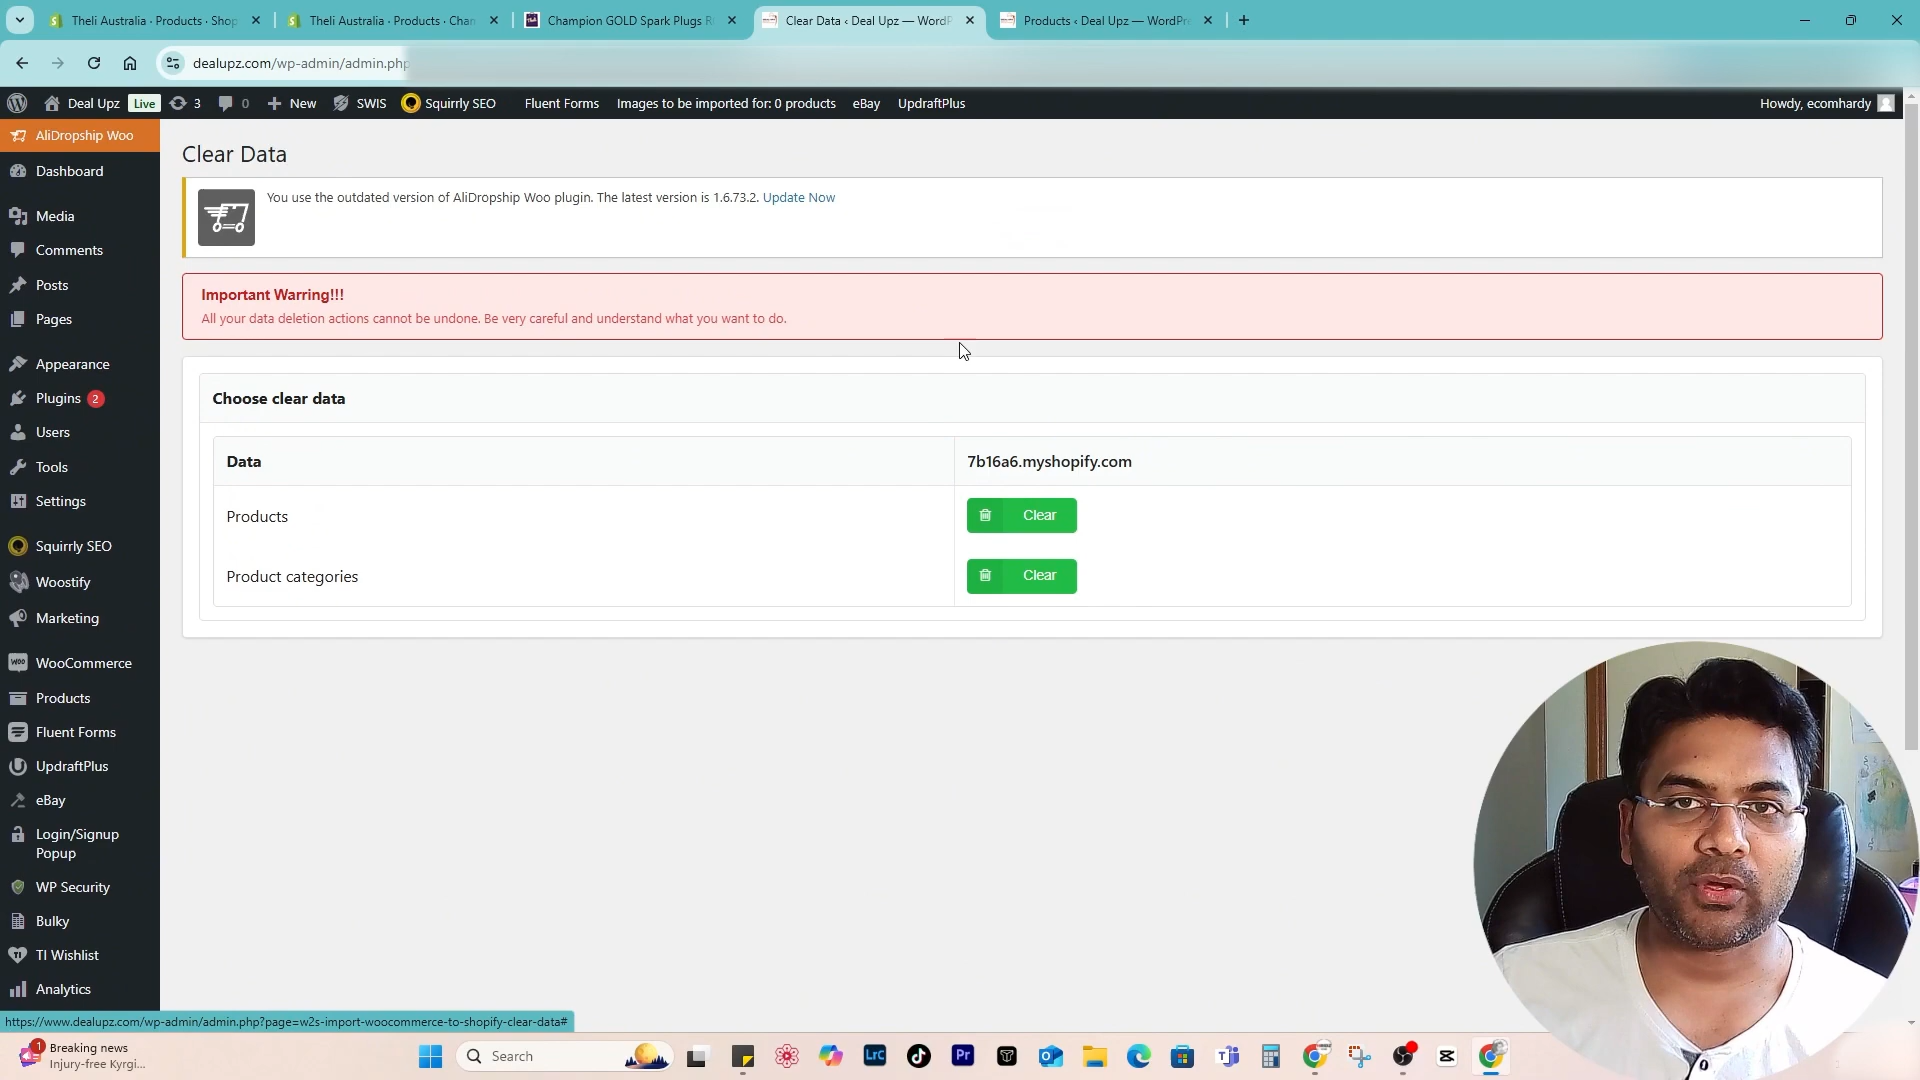 Theli Australia · Products · Shop
Theli Australia · Products · Chan
Champion GOLD Spark Plugs R
Clear Data ‹ Deal Upz — WordP
Products ‹ Deal Upz — WordPr
dealupz.com/wp-admin/admin.php
Deal Upz
Live
3
0
New
SWIS
Squirrly SEO
Fluent Forms
Images to be imported for: 0 products
eBay
UpdraftPlus
Howdy, ecomhardy
AliDropship Woo
Dashboard
Media
Comments
Posts
Pages
Appearance
Plugins 2
Users
Tools
Settings
Squirrly SEO
Woostify
Marketing
WooCommerce
Products
Fluent Forms
UpdraftPlus
eBay
Login/Signup
Popup
WP Security
Bulky
TI Wishlist
Analytics
Clear Data
You use the outdated version of AliDropship Woo plugin. The latest version is 1.6.73.2. Update Now
Important Warring!!!
All your data deletion actions cannot be undone. Be very careful and understand what you want to do.
Choose clear data
Data
7b16a6.myshopify.com
Products
Clear
Product categories
Clear
https://www.dealupz.com/wp-admin/admin.php?page=w2s-import-woocommerce-to-shopify-clear-data#
1
Breaking news
Injury-free Kyrgi...
Search
LrC
Pr